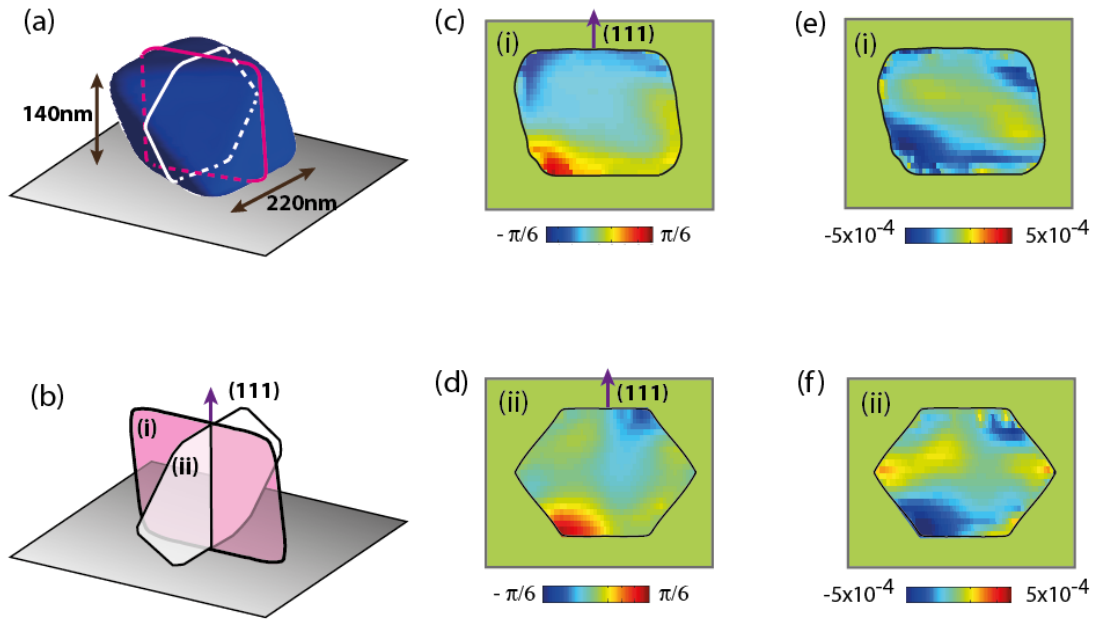 (a)
140nm
220nm
(c)
(i)
(111)
- π/6
π/6
(e)
(i)
-5x10⁻⁴
5x10⁻⁴
(b)
(111)
(i)
(ii)
(d)
(ii)
(111)
- π/6
π/6
(f)
(ii)
-5x10⁻⁴
5x10⁻⁴